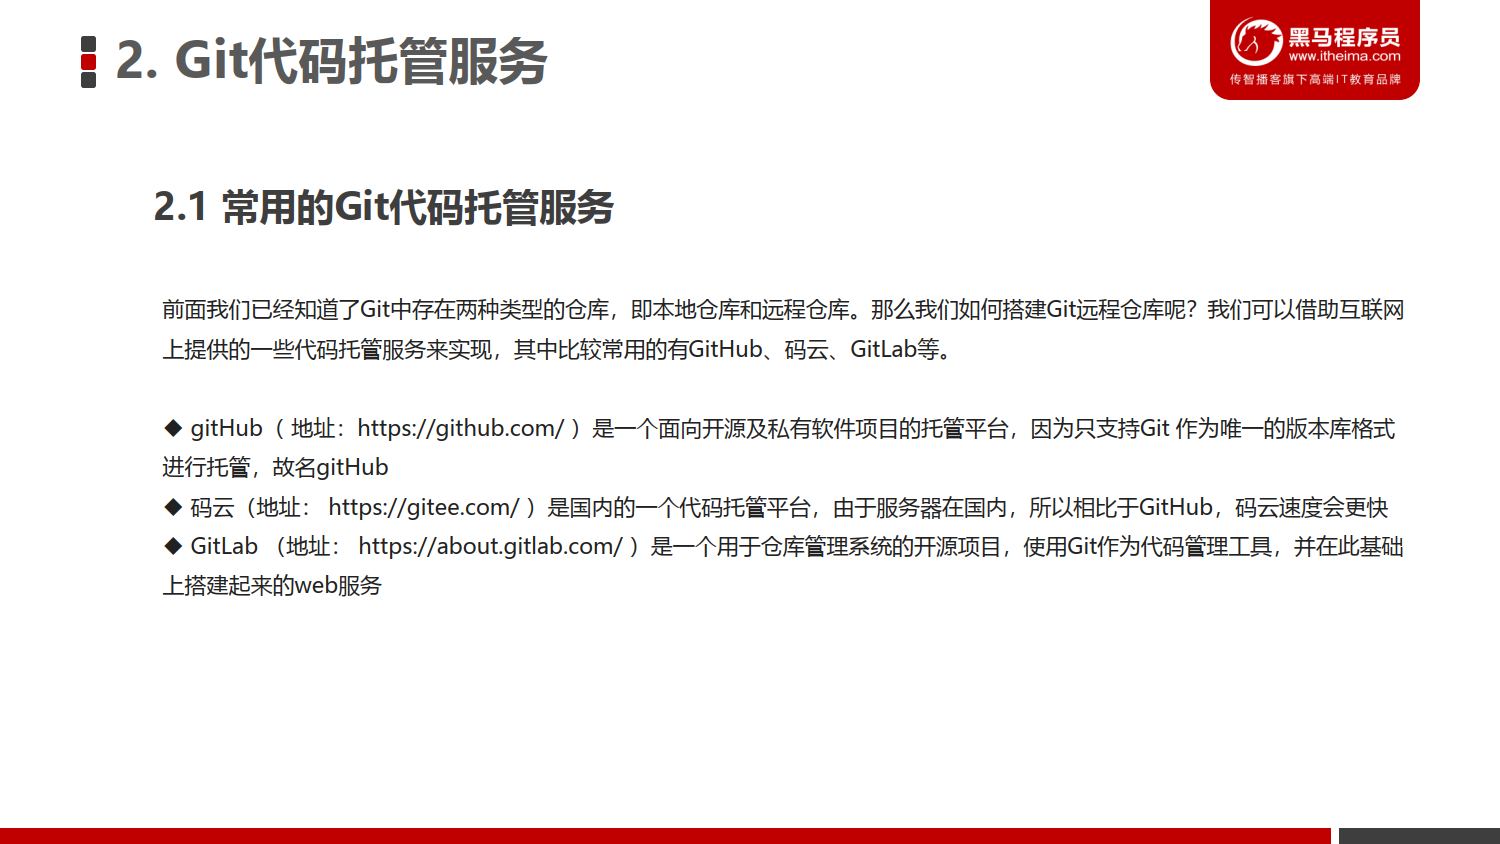 2. Git代码托管服务
黑马程序员
www.itheima.com
传智播客旗下高端IT教育品牌
2.1 常用的Git代码托管服务
前面我们已经知道了Git中存在两种类型的仓库，即本地仓库和远程仓库。那么我们如何搭建Git远程仓库呢？我们可以借助互联网
上提供的一些代码托管服务来实现，其中比较常用的有GitHub、码云、GitLab等。
◆ gitHub（ 地址：https://github.com/ ）是一个面向开源及私有软件项目的托管平台，因为只支持Git 作为唯一的版本库格式
进行托管，故名gitHub
◆ 码云（地址： https://gitee.com/ ）是国内的一个代码托管平台，由于服务器在国内，所以相比于GitHub，码云速度会更快
◆ GitLab （地址： https://about.gitlab.com/ ）是一个用于仓库管理系统的开源项目，使用Git作为代码管理工具，并在此基础
上搭建起来的web服务